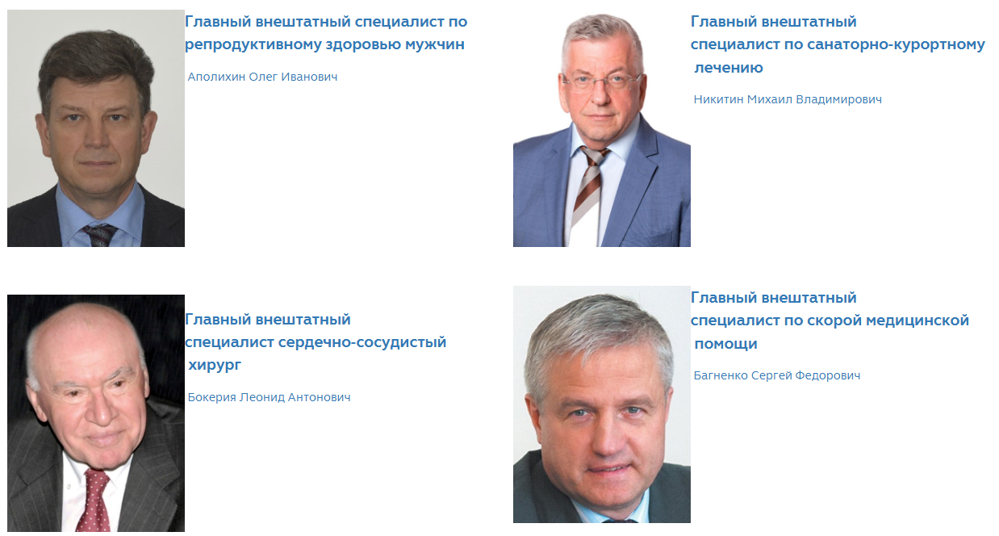 Главный внештатный специалист по
репродуктивному здоровью мужчин
Аполихин Олег Иванович
Главный внештатный
специалист по санаторно-курортному
лечению
Никитин Михаил Владимирович
Главный внештатный
специалист сердечно-сосудистый
хирург
Бокерия Леонид Антонович
Главный внештатный
специалист по скорой медицинской
помощи
Багненко Сергей Федорович